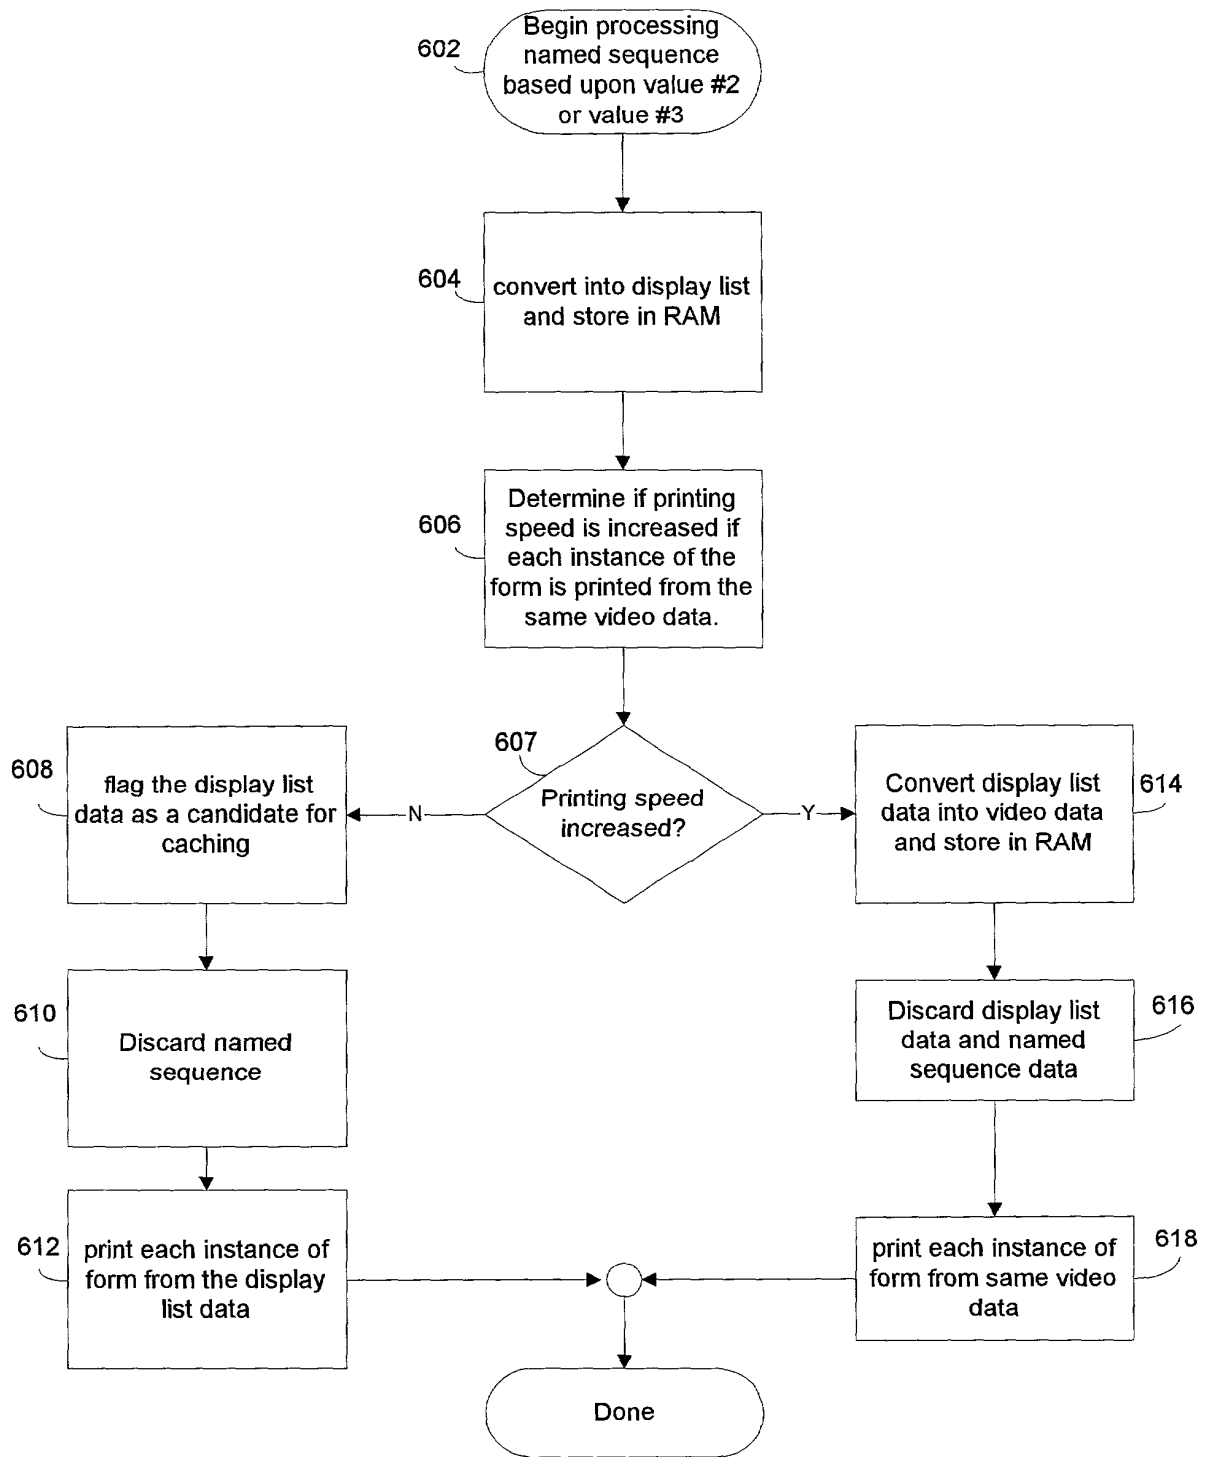 602
Begin processing
named sequence
based upon value #2
or value #3
604
convert into display list
and store in RAM
606
Determine if printing
speed is increased if
each instance of the
form is printed from the
same video data.
607
Printing speed
increased?
N
Y
608
flag the display list
data as a candidate for
caching
614
Convert display list
data into video data
and store in RAM
610
Discard named
sequence
616
Discard display list
data and named
sequence data
612
print each instance of
form from the display
list data
618
print each instance of
form from same video
data
Done